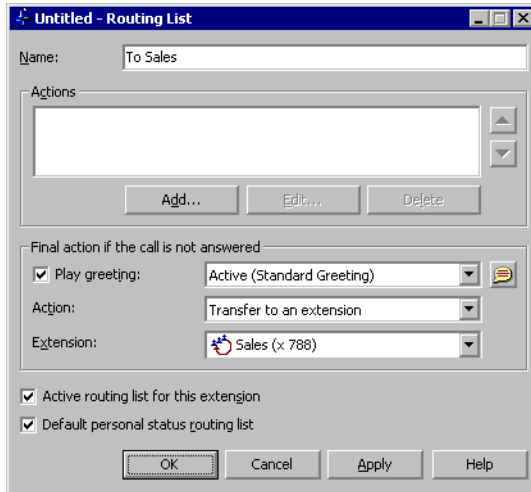 Untitled - Routing List
Name: To Sales
Actions
Add... Edit... Delete
Final action if the call is not answered
Play greeting: Active (Standard Greeting)
Action: Transfer to an extension
Extension: Sales (x 788)
Active routing list for this extension
Default personal status routing list
OK Cancel Apply Help